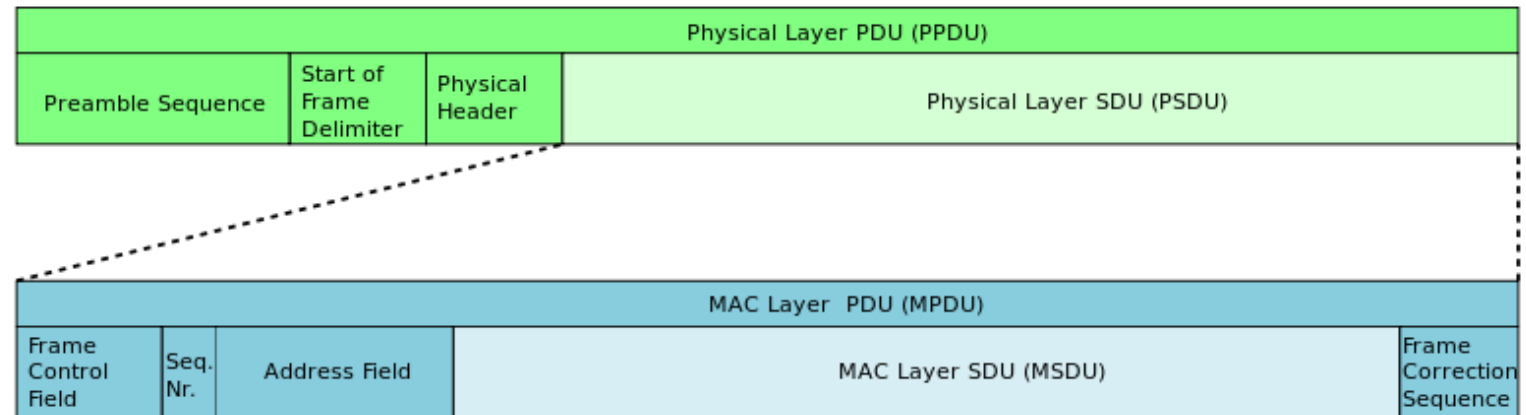 Physical Layer PDU (PPDU)
Preamble Sequence
Start of
Frame
Delimiter
Physical
Header
Physical Layer SDU (PSDU)
MAC Layer PDU (MPDU)
Frame
Control
Field
Seq.
Nr.
Address Field
MAC Layer SDU (MSDU)
Frame
Correction
Sequence